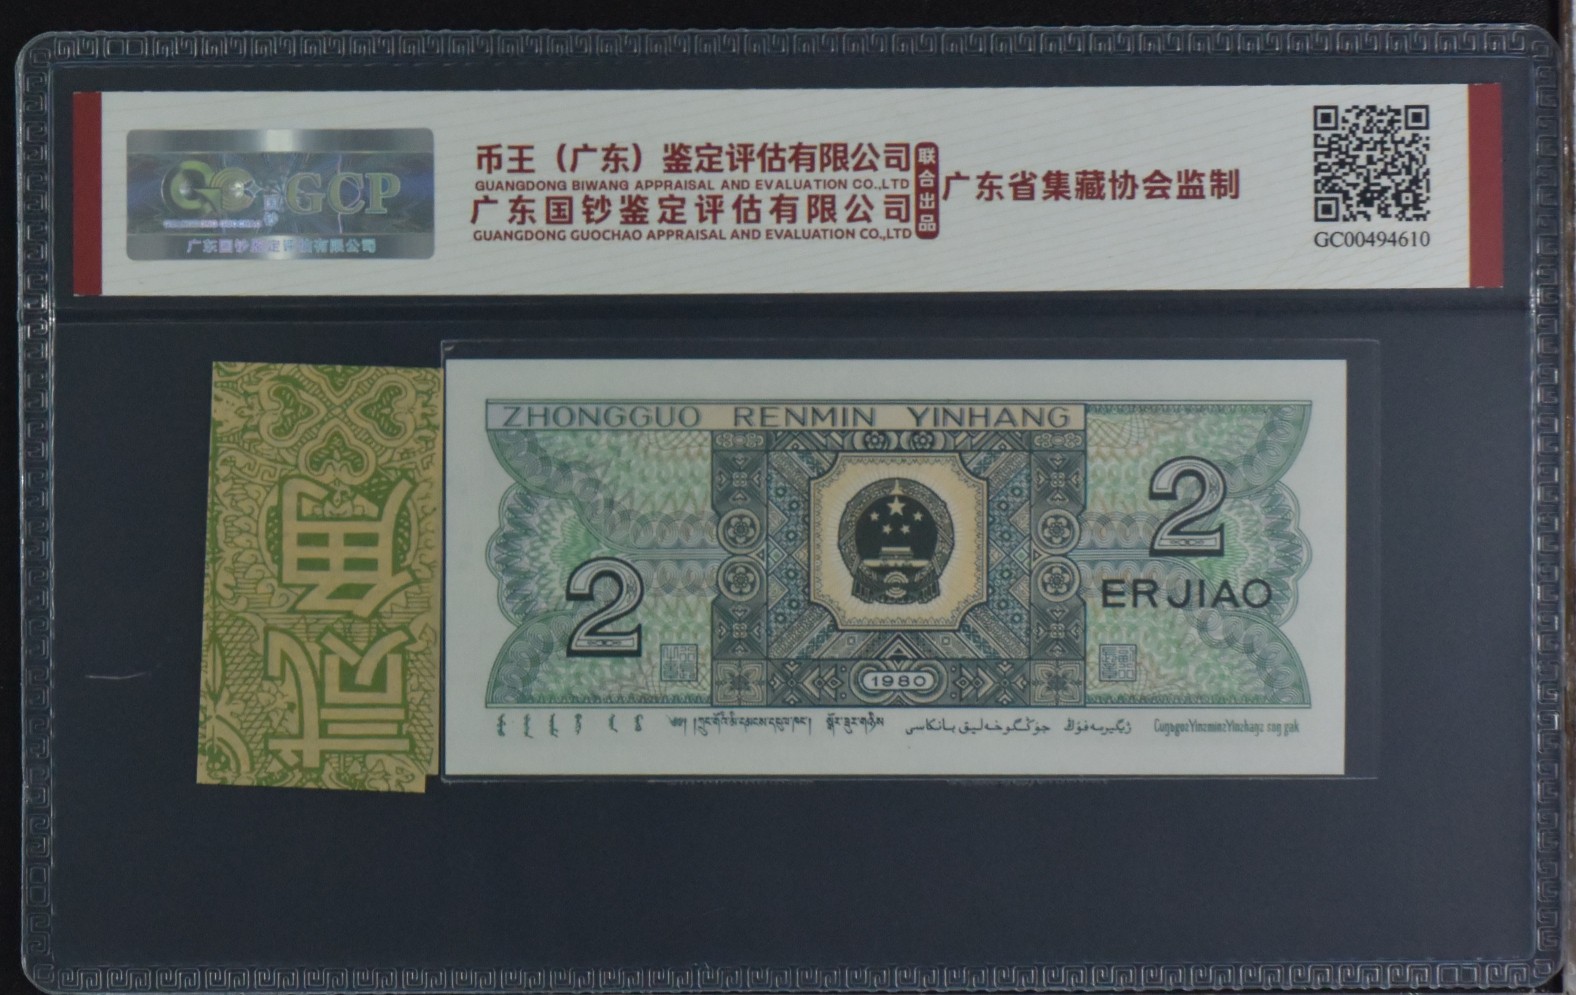 GCP
广东国钞鉴定评估有限公司
币王（广东）鉴定评估有限公司
GUANGDONG BIWANG APPRAISAL AND EVALUATION CO.,LTD
广东国钞鉴定评估有限公司
GUANGDONG GUOCHAO APPRAISAL AND EVALUATION CO.,LTD
联合出品
广东省集藏协会监制
GC00494610
ZHONGGUO RENMIN YINHANG
2
2
ER JIAO
1980
CuŋƨguƨYinƨminƨYinƨhaŋƨ